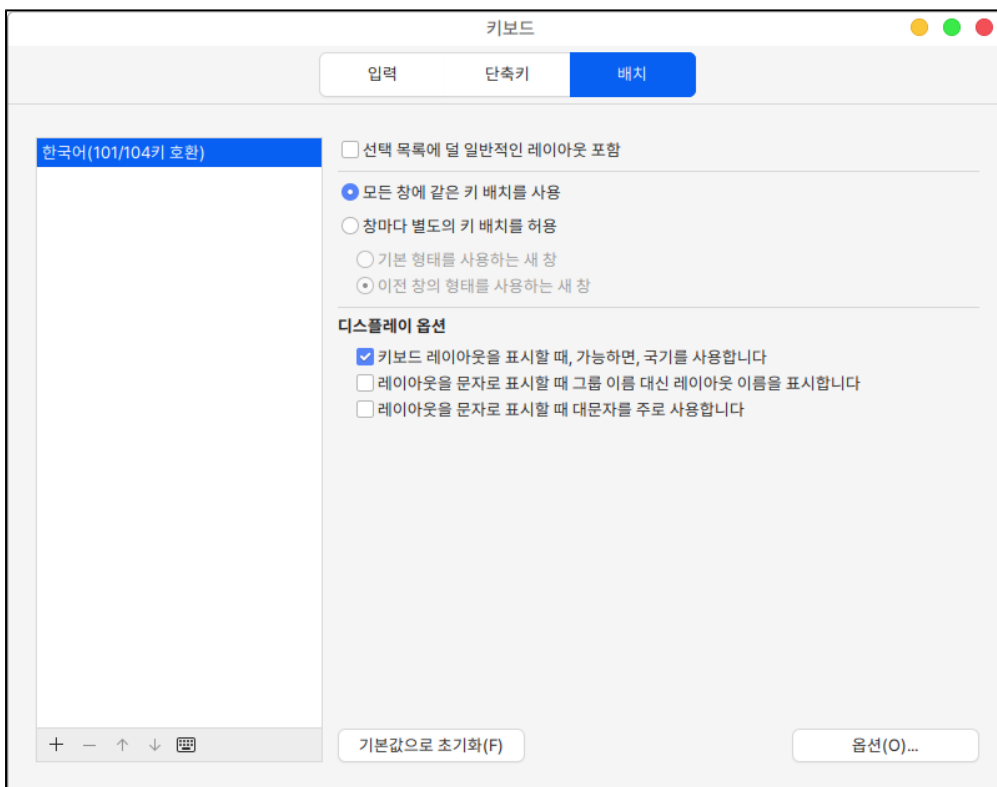 키보드
입력
단축키
배치
한국어(101/104키 호환)
선택 목록에 덜 일반적인 레이아웃 포함
모든 창에 같은 키 배치를 사용
창마다 별도의 키 배치를 허용
기본 형태를 사용하는 새 창
이전 창의 형태를 사용하는 새 창
디스플레이 옵션
키보드 레이아웃을 표시할 때, 가능하면, 국기를 사용합니다
레이아웃을 문자로 표시할 때 그룹 이름 대신 레이아웃 이름을 표시합니다
레이아웃을 문자로 표시할 때 대문자를 주로 사용합니다
기본값으로 초기화(F)
옵션(O)...